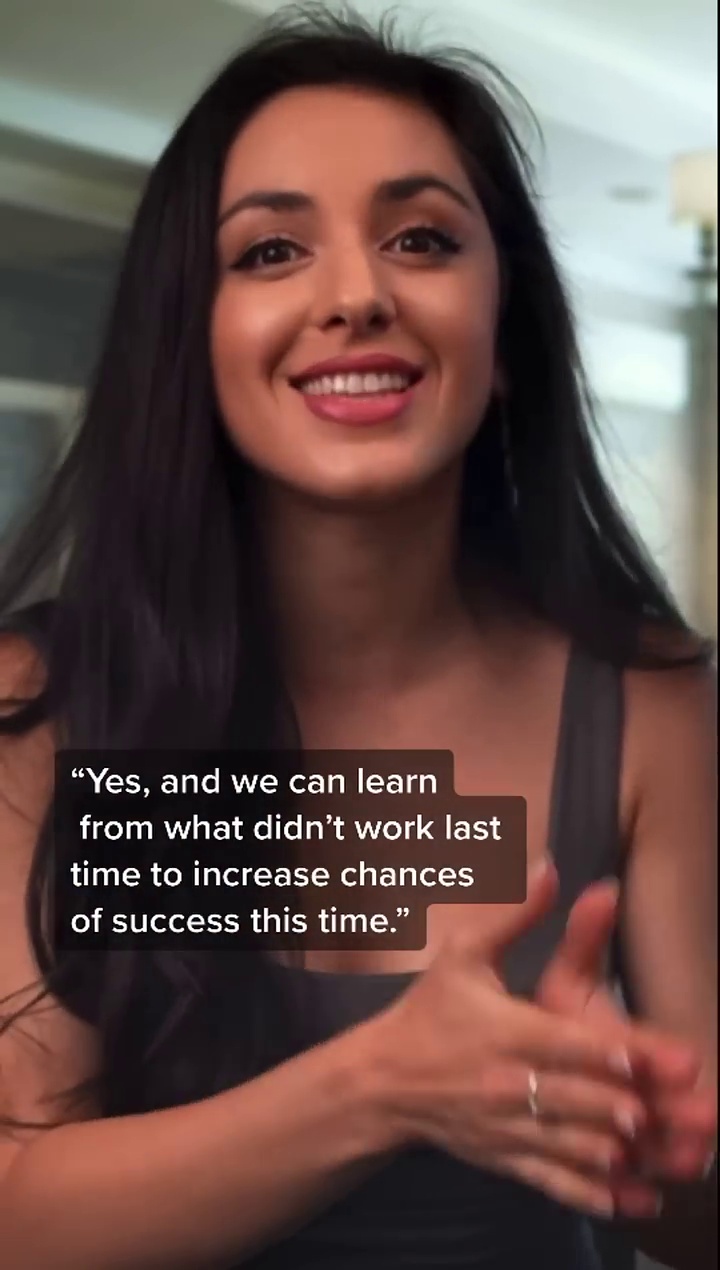 “Yes, and we can learn
from what didn’t work last
time to increase chances
of success this time.”